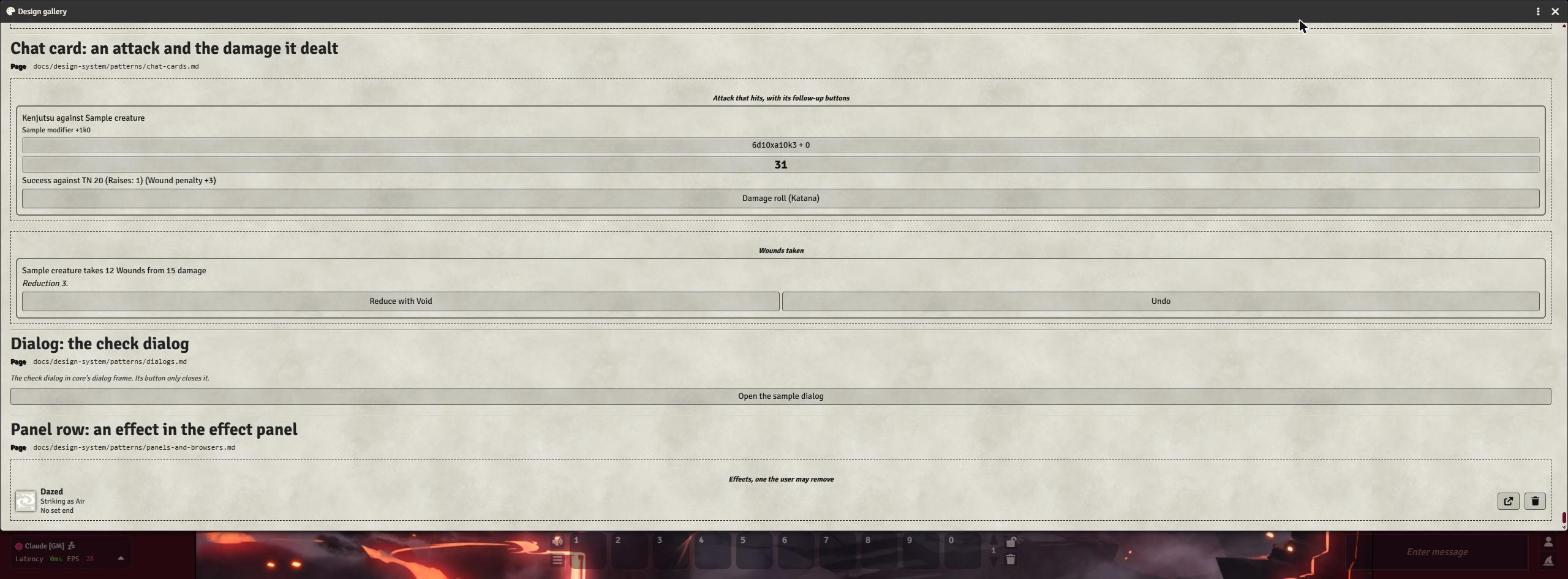 Design gallery
Chat card: an attack and the damage it dealt
Page docs/design-system/patterns/chat-cards.md
Attack that hits, with its follow-up buttons
Kenjutsu against Sample creature
Sample modifier +1k0
6d10xa10k3 + 0
31
Success against TN 20 (Raises: 1) (Wound penalty +3)
Damage roll (Katana)
Wounds taken
Sample creature takes 12 Wounds from 15 damage
Reduction 3.
Reduce with Void
Undo
Dialog: the check dialog
Page docs/design-system/patterns/dialogs.md
The check dialog in core's dialog frame. Its button only closes it.
Open the sample dialog
Panel row: an effect in the effect panel
Page docs/design-system/patterns/panels-and-browsers.md
Effects, one the user may remove
Dazed
Striking as Air
No set end
Claude [GM]
Latency 0ms FPS 28
1 2 3 4 5 6 7 8 9 0
1
Enter message